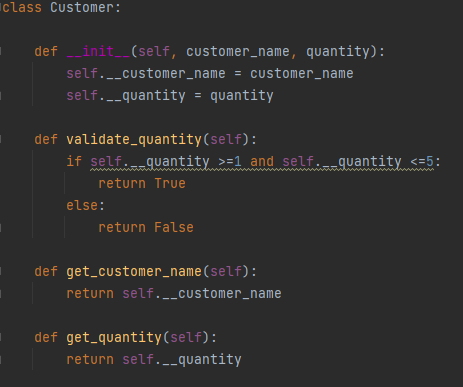 class Customer:
def __init__(self, customer_name, quantity):
self.__customer_name = customer_name
self.__quantity = quantity
def validate_quantity(self):
if self.__quantity >=1 and self.__quantity <=5:
return True
else:
return False
def get_customer_name(self):
return self.__customer_name
def get_quantity(self):
return self.__quantity